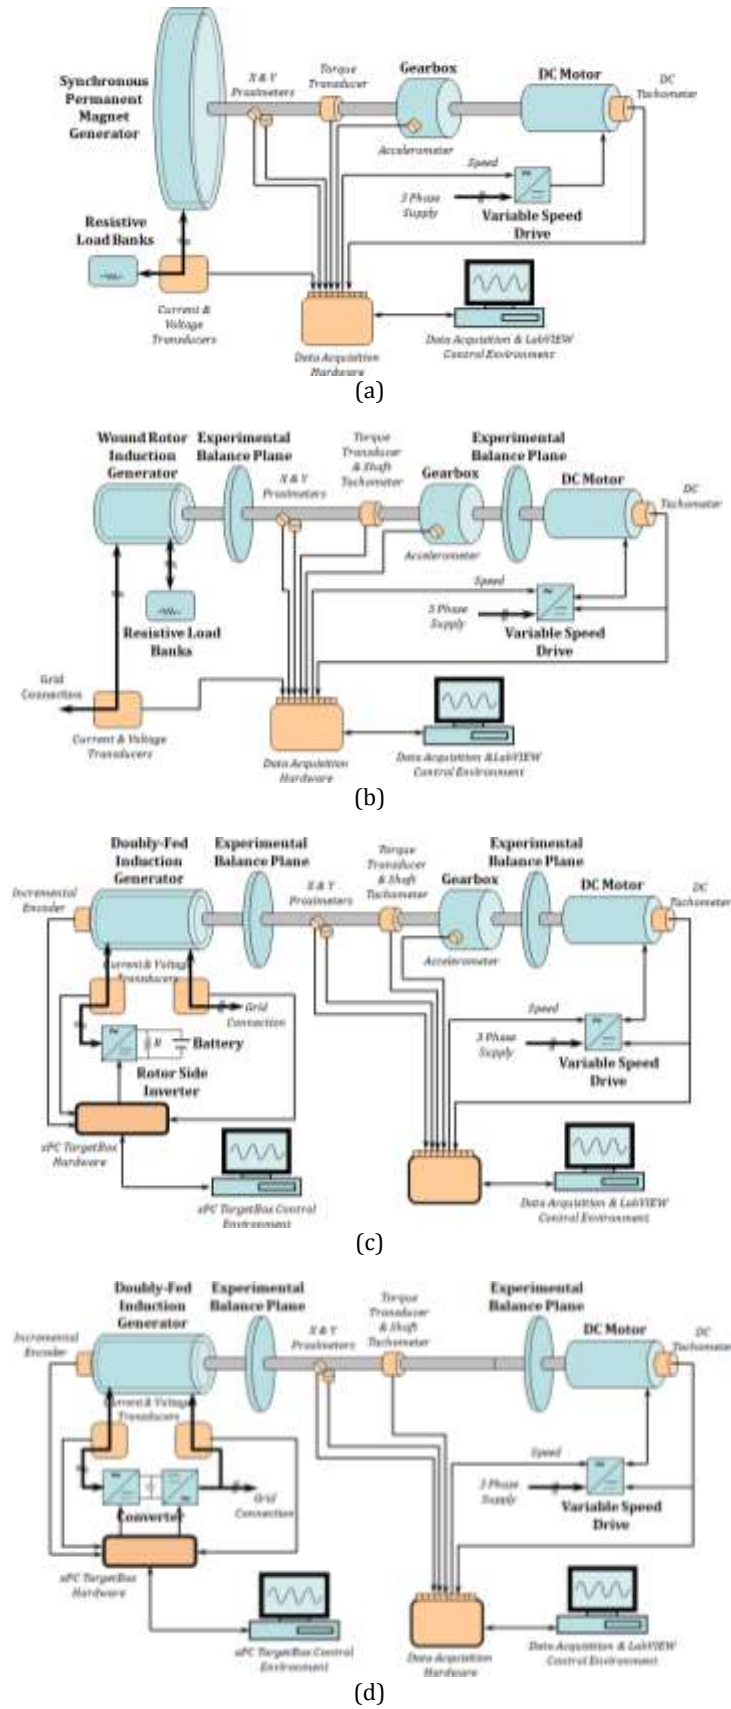 Synchronous
Permanent
Magnet
Generator
X & Y
Proximeters
Torque
Transducer
Gearbox
DC Motor
DC
Tachometer
Accelerometer
Speed
3 Phase
Supply
Variable Speed
Drive
Resistive
Load Banks
Current &
Voltage
Transducers
Data Acquisition
Hardware
Data Acquisition & LabVIEW
Control Environment
(a)
Wound Rotor
Induction
Generator
Experimental
Balance Plane
X & Y
Proximeters
Torque
Transducer
& Shaft
Tachometer
Gearbox
Experimental
Balance Plane
DC Motor
DC
Tachometer
Accelerometer
Speed
3 Phase
Supply
Variable Speed
Drive
Resistive Load
Banks
Grid
Connection
Current & Voltage
Transducers
Data Acquisition
Hardware
Data Acquisition &LabVIEW
Control Environment
(b)
Doubly-Fed
Induction
Generator
Incremental
Encoder
Experimental
Balance Plane
X & Y
Proximeters
Torque
Transducer
& Shaft
Tachometer
Gearbox
Experimental
Balance Plane
DC Motor
DC
Tachometer
Accelerometer
Current & Voltage
Transducers
Grid
Connection
R
Battery
Rotor Side
Inverter
Speed
3 Phase
Supply
Variable Speed
Drive
xPC TargetBox
Hardware
xPC TargetBox Control
Environment
Data Acquisition & LabVIEW
Control Environment
(c)
Doubly-Fed
Induction
Generator
Incremental
Encoder
Experimental
Balance Plane
X & Y
Proximeters
Torque
Transducer
& Shaft
Tachometer
Experimental
Balance Plane
DC Motor
DC
Tachometer
Current & Voltage
Transducers
Grid
Connection
Converter
Speed
3 Phase
Supply
Variable Speed
Drive
xPC TargetBox
Hardware
xPC TargetBox Control
Environment
Data Acquisition
Hardware
Data Acquisition & LabVIEW
Control Environment
(d)